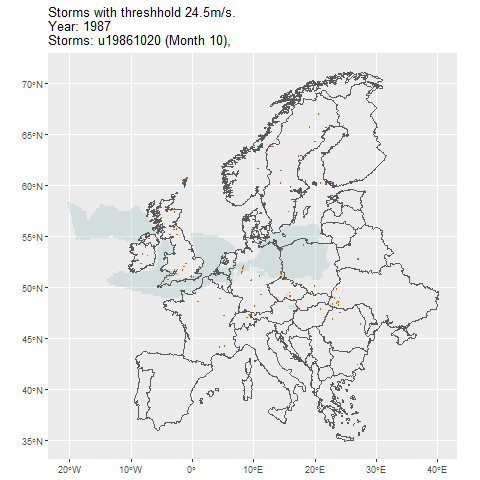 Storms with threshhold 24.5m/s.
Year: 1987
Storms: u19861020 (Month 10),
70°N
65°N
60°N
55°N
50°N
45°N
40°N
35°N
20°W
10°W
0°
10°E
20°E
30°E
40°E